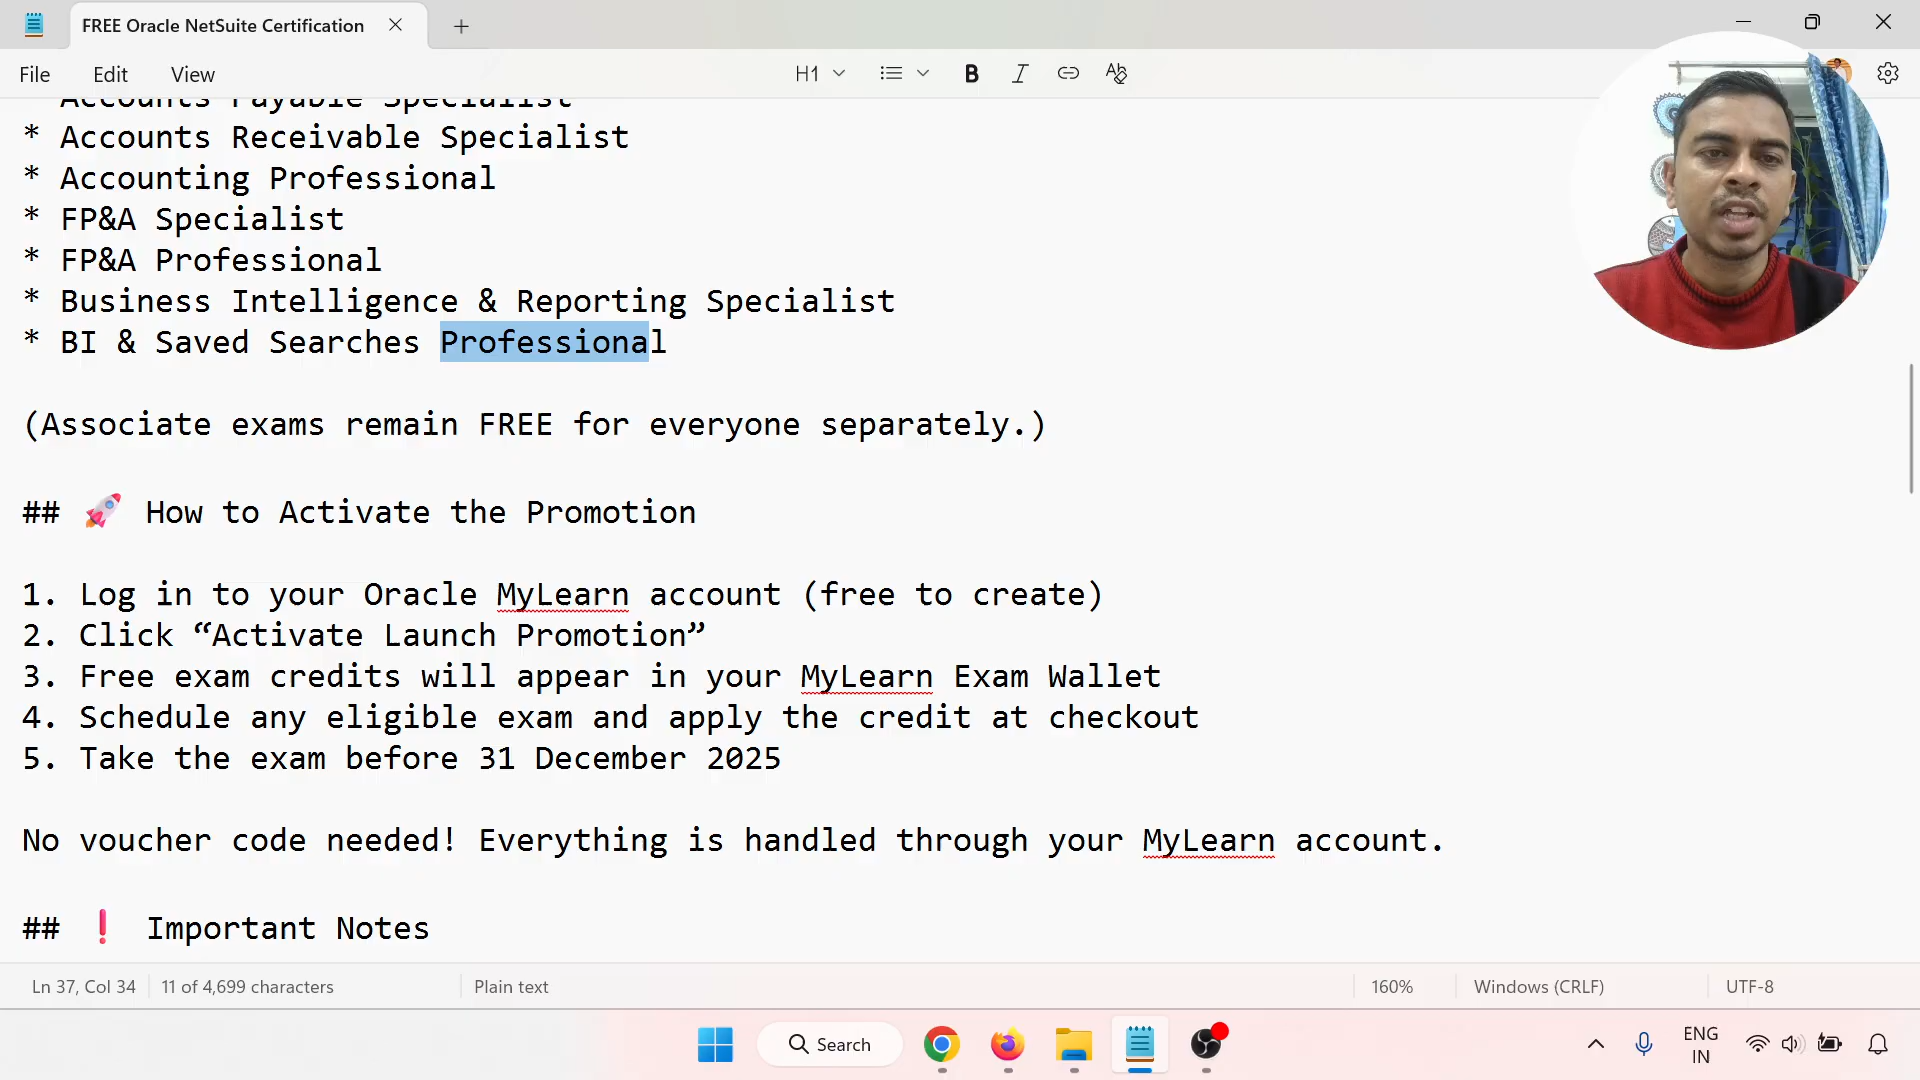 FREE Oracle NetSuite Certification
File Edit View H1 B I
* Accounts Payable Specialist
* Accounts Receivable Specialist
* Accounting Professional
* FP&A Specialist
* FP&A Professional
* Business Intelligence & Reporting Specialist
* BI & Saved Searches Professional
(Associate exams remain FREE for everyone separately.)
## 🚀 How to Activate the Promotion
1. Log in to your Oracle MyLearn account (free to create)
2. Click “Activate Launch Promotion”
3. Free exam credits will appear in your MyLearn Exam Wallet
4. Schedule any eligible exam and apply the credit at checkout
5. Take the exam before 31 December 2025
No voucher code needed! Everything is handled through your MyLearn account.
## ❗ Important Notes
Ln 37, Col 34 11 of 4,699 characters Plain text 160% Windows (CRLF) UTF-8
Search ENG
IN